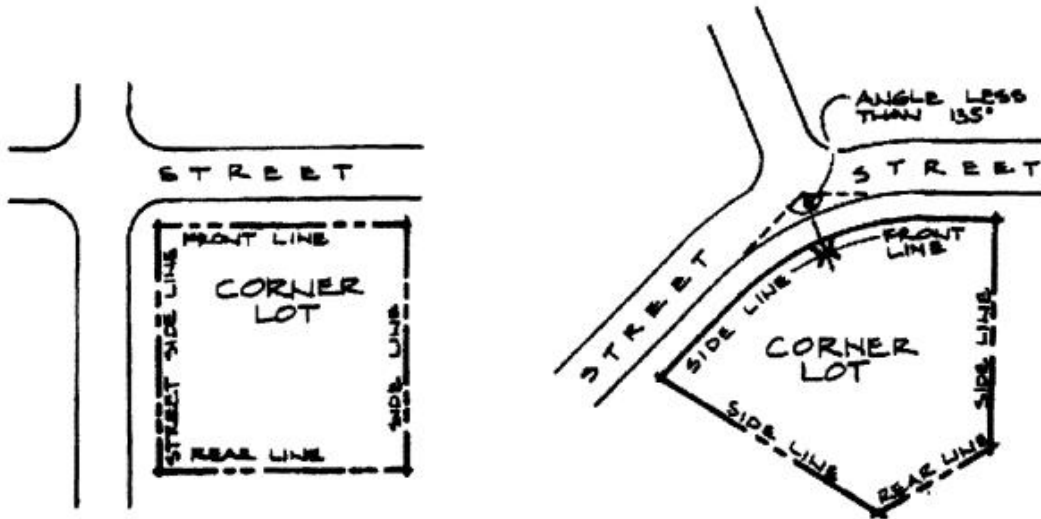 STREET
FRONT LINE
CORNER
LOT
STREET SIDE LINE
SIDE LINE
REAR LINE
ANGLE LESS
THAN 135°
STREET
STREET
FRONT
LINE
SIDE LINE
CORNER
LOT
SIDE LINE
SIDE LINE
REAR LINE